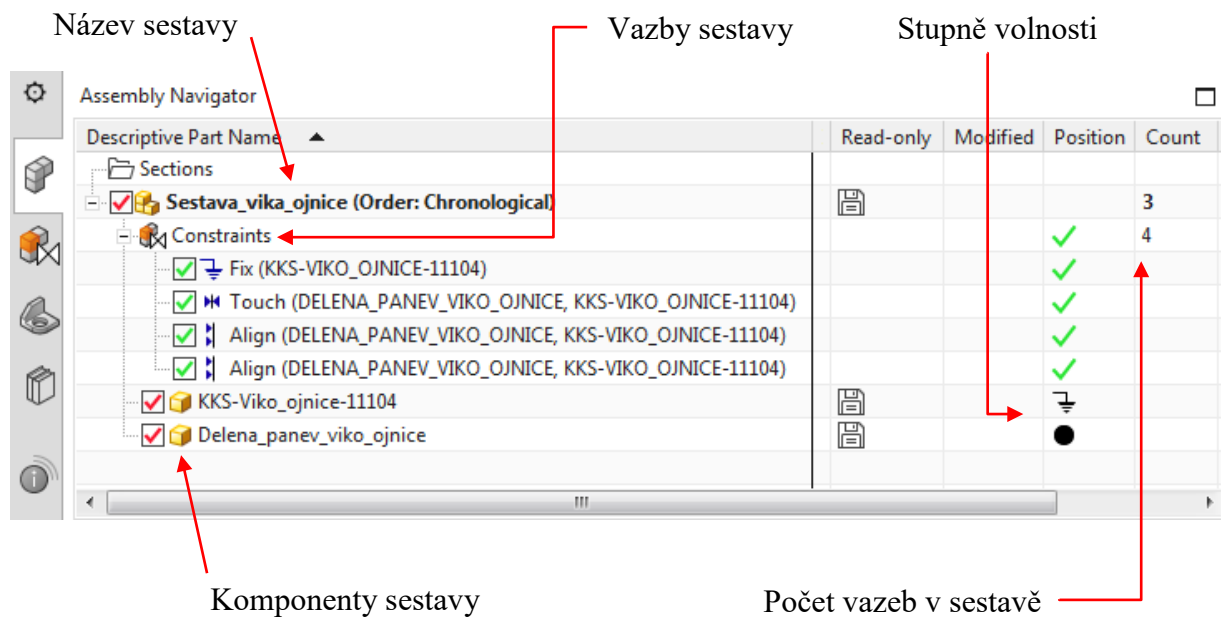 Název sestavy Vazby sestavy Stupně volnosti
Assembly Navigator
Descriptive Part Name Read-only Modified Position Count
Sections
Sestava_vika_ojnice (Order: Chronological) 3
Constraints 4
Fix (KKS-VIKO_OJNICE-11104)
Touch (DELENA_PANEV_VIKO_OJNICE, KKS-VIKO_OJNICE-11104)
Align (DELENA_PANEV_VIKO_OJNICE, KKS-VIKO_OJNICE-11104)
Align (DELENA_PANEV_VIKO_OJNICE, KKS-VIKO_OJNICE-11104)
KKS-Viko_ojnice-11104
Delena_panev_viko_ojnice
Komponenty sestavy Počet vazeb v sestavě